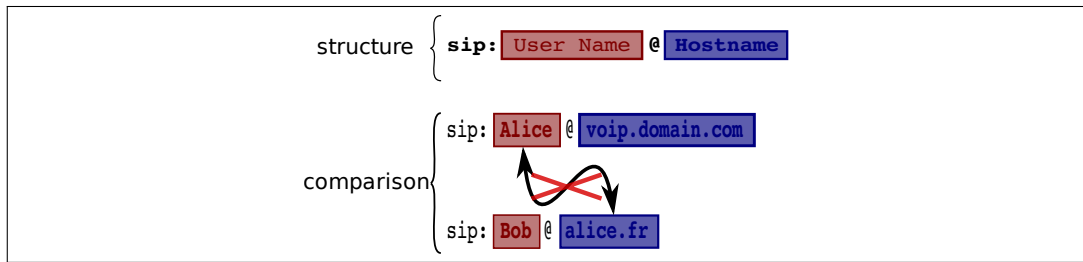 structure sip: User Name @ Hostname
sip: Alice @ voip.domain.com
comparison
sip: Bob @ alice.fr